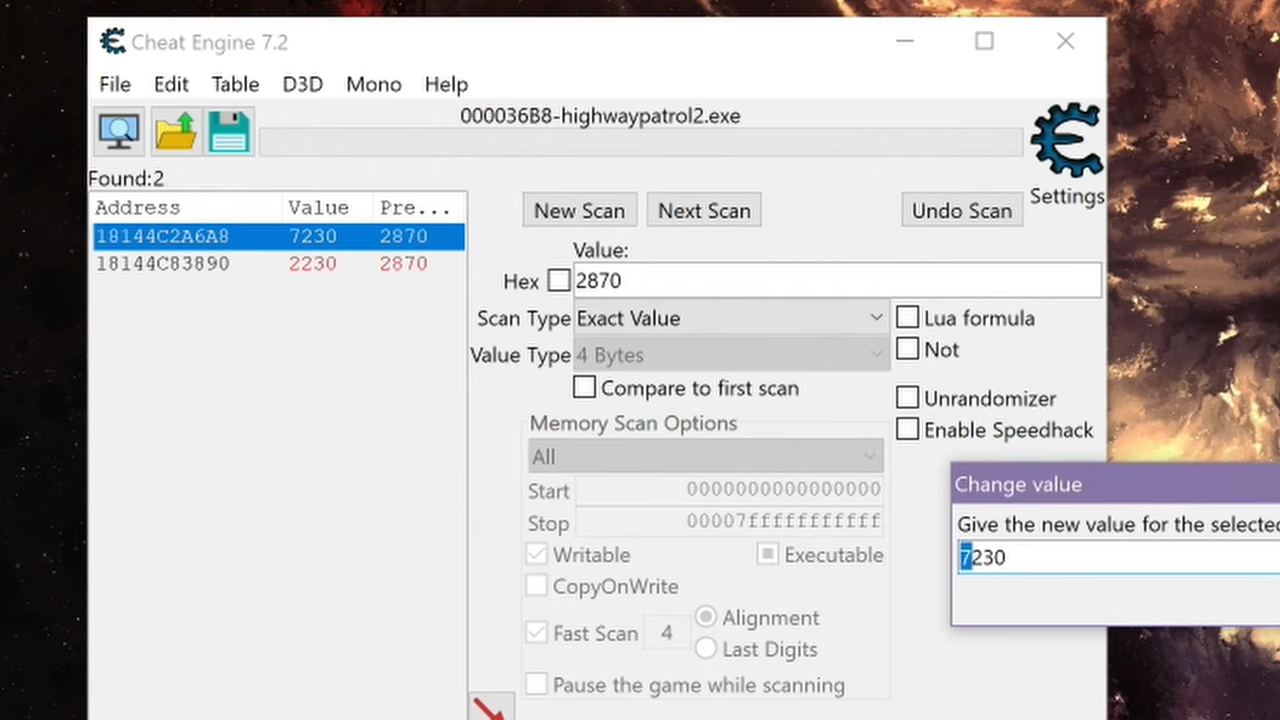 Cheat Engine 7.2
File Edit Table D3D Mono Help
000036B8-highwaypatrol2.exe
Settings
Found:2
Address Value Pre...
18144C2A6A8 7230 2870
18144C83890 2230 2870
New Scan Next Scan Undo Scan
Value:
Hex 2870
Scan Type Exact Value
Lua formula
Value Type 4 Bytes
Not
Compare to first scan
Unrandomizer
Enable Speedhack
Memory Scan Options
All
Start 0000000000000000
Stop 00007fffffffffff
Writable Executable
CopyOnWrite
Fast Scan 4 Alignment
Last Digits
Pause the game while scanning
Change value
Give the new value for the selected
7230